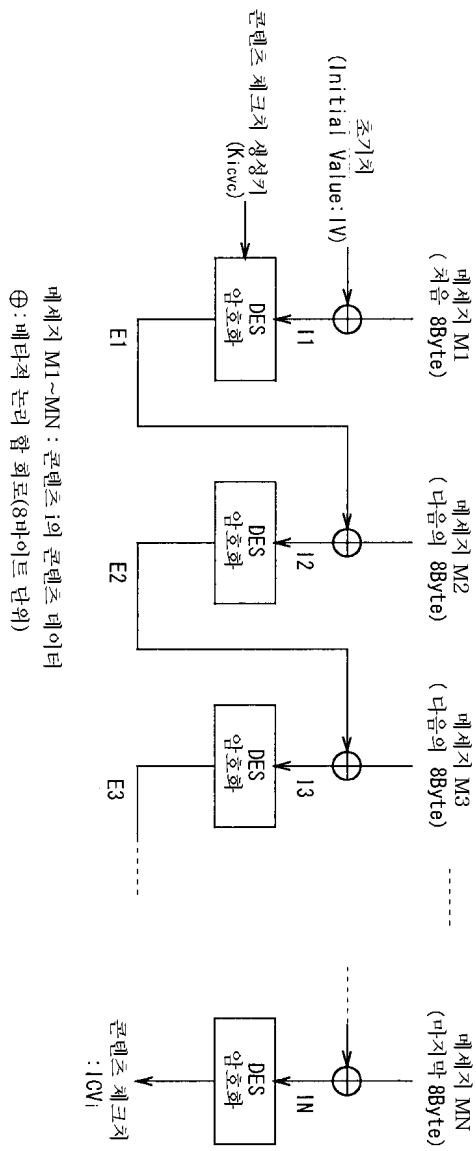 메세지 M1
(처음 8Byte)
메세지 M2
(다음의 8Byte)
메세지 M3
(다음의 8Byte)
메세지 MN
(마지막 8Byte)
초기치
(Initial Value:IV)
I1
I2
I3
IN
콘텐츠 체크치 생성키
(Kicvc)
DES
암호화
DES
암호화
DES
암호화
DES
암호화
E1
E2
E3
콘텐츠 체크치
:ICVi
메세지 M1~MN : 콘텐츠 i의 콘텐츠 데이터
⊕ : 배타적 논리 합 회로(8바이트 단위)